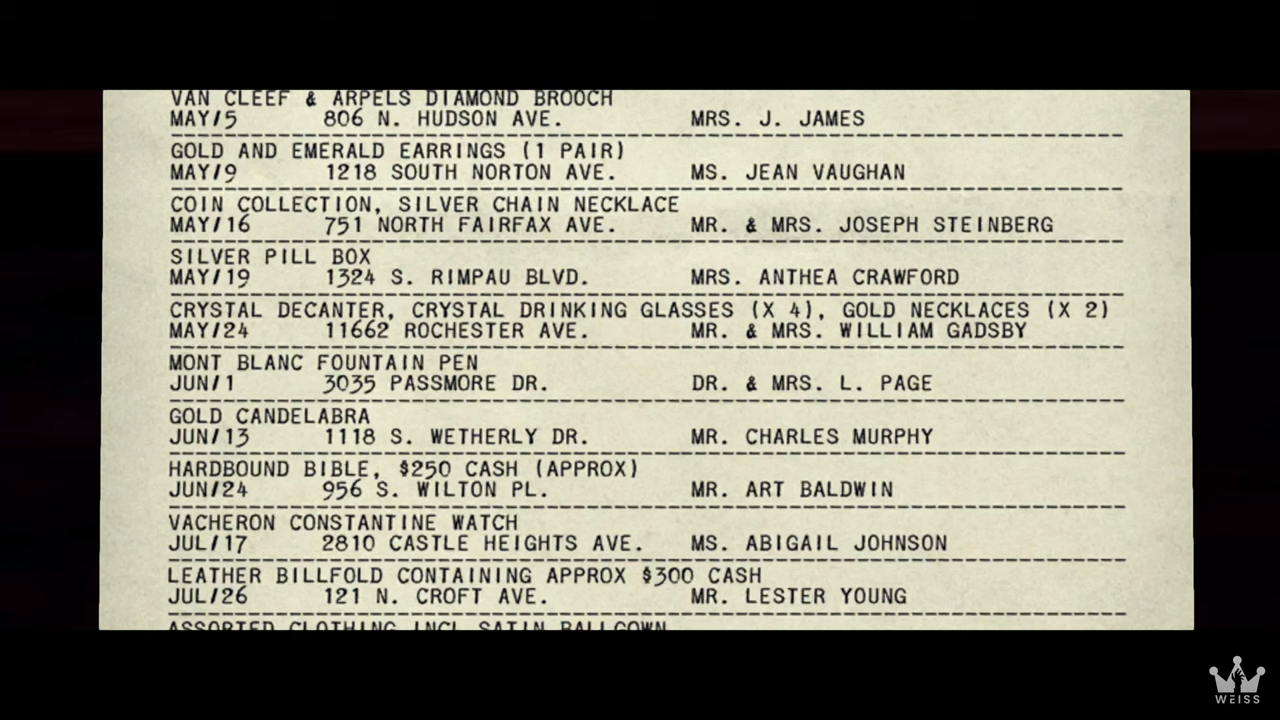 VAN CLEEF & ARPELS DIAMOND BROOCH
MAY/5 806 N. HUDSON AVE. MRS. J. JAMES
GOLD AND EMERALD EARRINGS (1 PAIR)
MAY/9 1218 SOUTH NORTON AVE. MS. JEAN VAUGHAN
COIN COLLECTION, SILVER CHAIN NECKLACE
MAY/16 751 NORTH FAIRFAX AVE. MR. & MRS. JOSEPH STEINBERG
SILVER PILL BOX
MAY/19 1324 S. RIMPAU BLVD. MRS. ANTHEA CRAWFORD
CRYSTAL DECANTER, CRYSTAL DRINKING GLASSES (X 4), GOLD NECKLACES (X 2)
MAY/24 11662 ROCHESTER AVE. MR. & MRS. WILLIAM GADSBY
MONT BLANC FOUNTAIN PEN
JUN/1 3035 PASSMORE DR. DR. & MRS. L. PAGE
GOLD CANDELABRA
JUN/13 1118 S. WETHERLY DR. MR. CHARLES MURPHY
HARDBOUND BIBLE, $250 CASH (APPROX)
JUN/24 956 S. WILTON PL. MR. ART BALDWIN
VACHERON CONSTANTINE WATCH
JUL/17 2810 CASTLE HEIGHTS AVE. MS. ABIGAIL JOHNSON
LEATHER BILLFOLD CONTAINING APPROX $300 CASH
JUL/26 121 N. CROFT AVE. MR. LESTER YOUNG
ASSORTED CLOTHING INCL SATIN BALLGOWN
WEISS